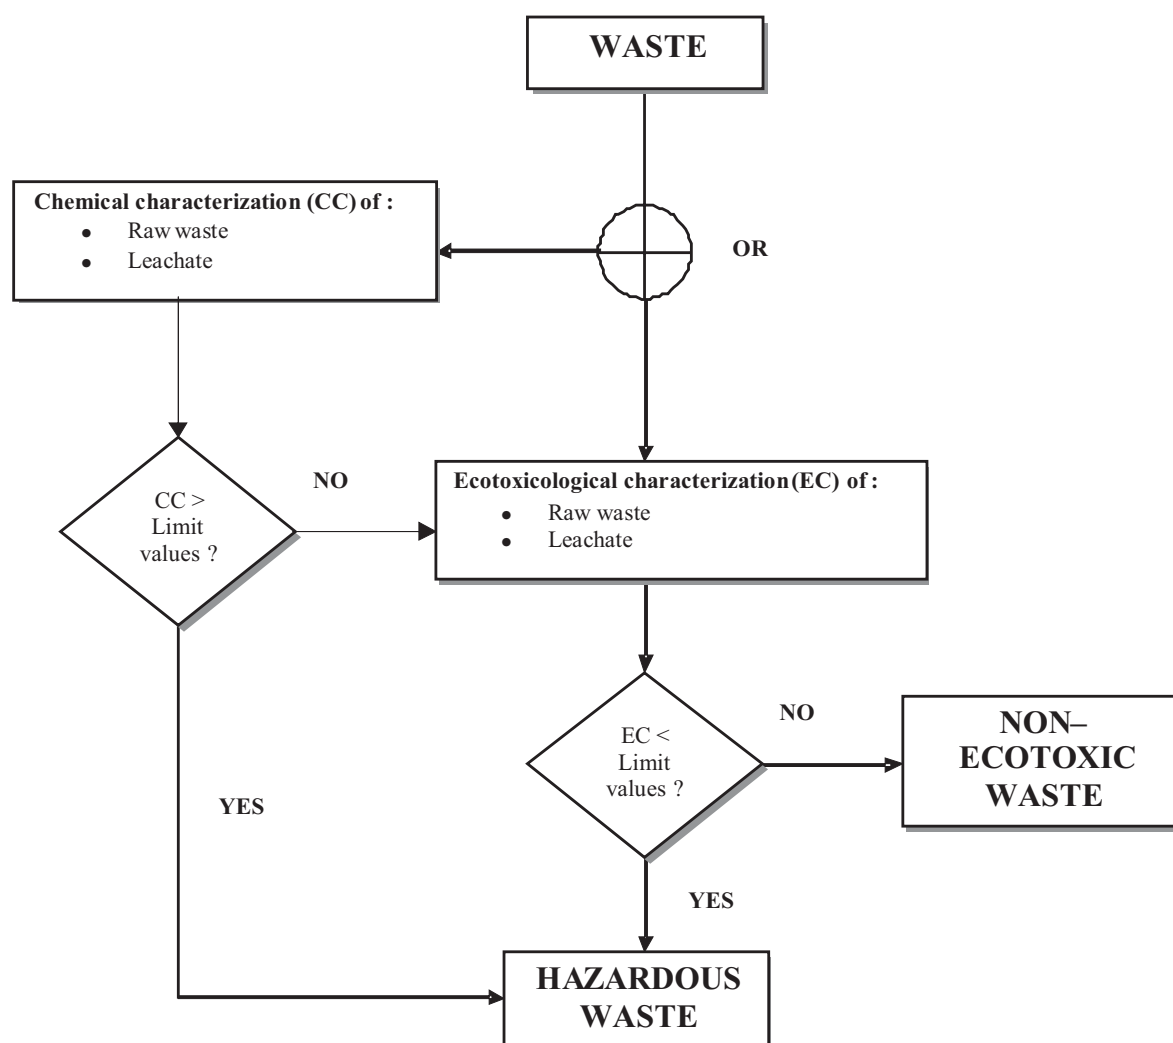 WASTE
Chemical characterization (CC) of :
● Raw waste
● Leachate
OR
CC >
Limit
values ?
NO
Ecotoxicological characterization (EC) of :
● Raw waste
● Leachate
EC <
Limit
values ?
NO
NON–
ECOTOXIC
WASTE
YES
YES
HAZARDOUS
WASTE